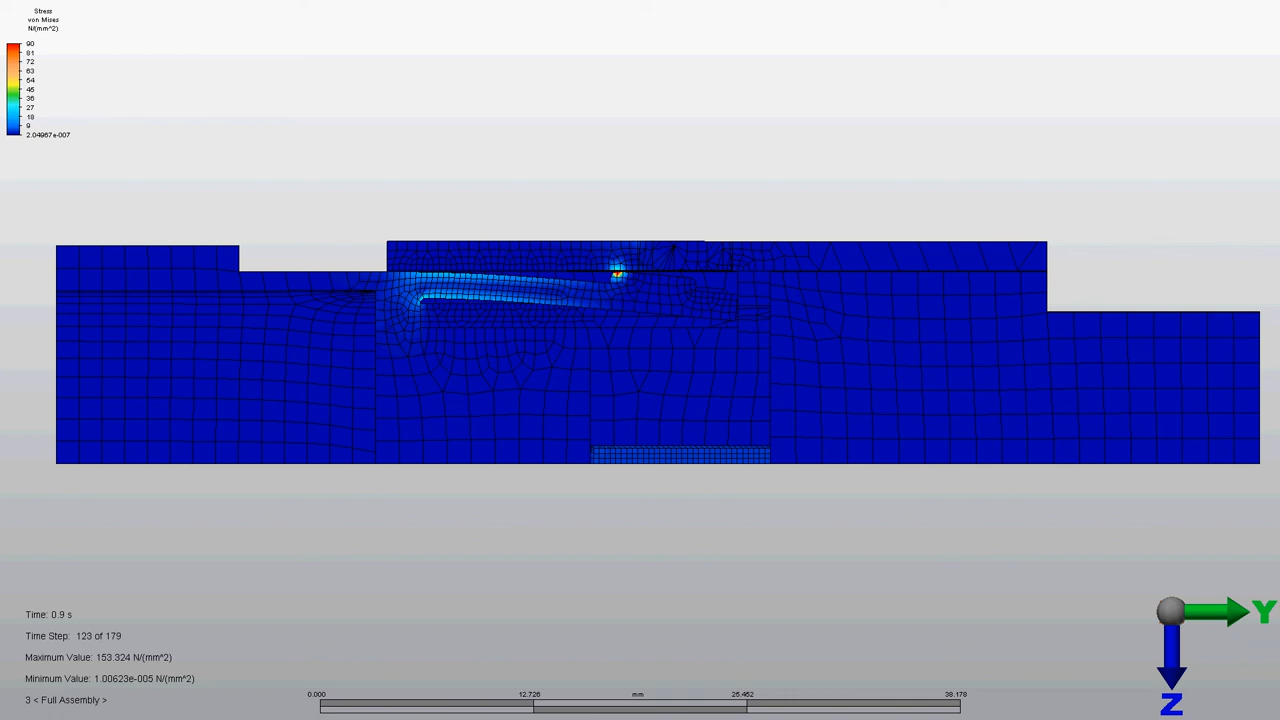 Stress
von Mises
N/(mm^2)
90
81
72
63
54
45
36
27
18
9
2.04967e-007
Time: 0.9 s
Time Step: 123 of 179
Maximum Value: 153.324 N/(mm^2)
Minimum Value: 1.00623e-005 N/(mm^2)
3 < Full Assembly >
0.000 12.726 mm 25.452 38.178
Y
Z